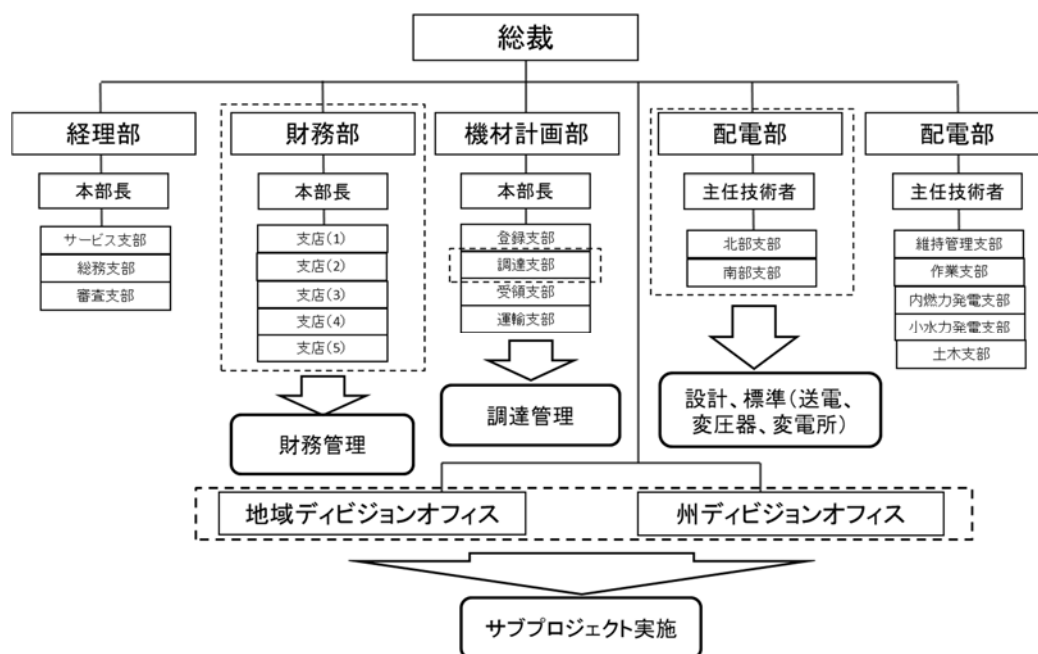 総裁
経理部
本部長
サービス支部
総務支部
審査支部
財務部
本部長
支店(1)
支店(2)
支店(3)
支店(4)
支店(5)
財務管理
機材計画部
本部長
登録支部
調達支部
受領支部
運輸支部
調達管理
配電部
主任技術者
北部支部
南部支部
設計、標準(送電、
変圧器、変電所)
配電部
主任技術者
維持管理支部
作業支部
内燃力発電支部
小水力発電支部
土木支部
地域ディビジョンオフィス
州ディビジョンオフィス
サブプロジェクト実施